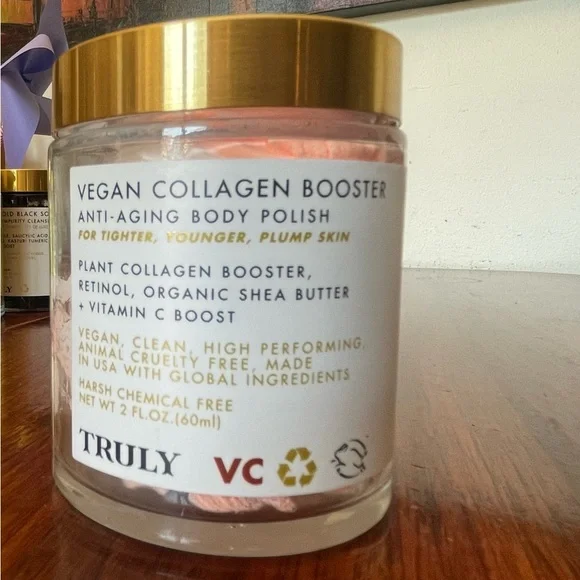 VEGAN COLLAGEN BOOSTER
ANTI-AGING BODY POLISH
FOR TIGHTER, YOUNGER, PLUMP SKIN
PLANT COLLAGEN BOOSTER,
RETINOL, ORGANIC SHEA BUTTER
+ VITAMIN C BOOST
VEGAN, CLEAN, HIGH PERFORMING,
ANIMAL CRUELTY FREE, MADE
IN USA WITH GLOBAL INGREDIENTS
HARSH CHEMICAL FREE
NET WT 2 FL.OZ.(60ml)
TRULY VC
BLACK